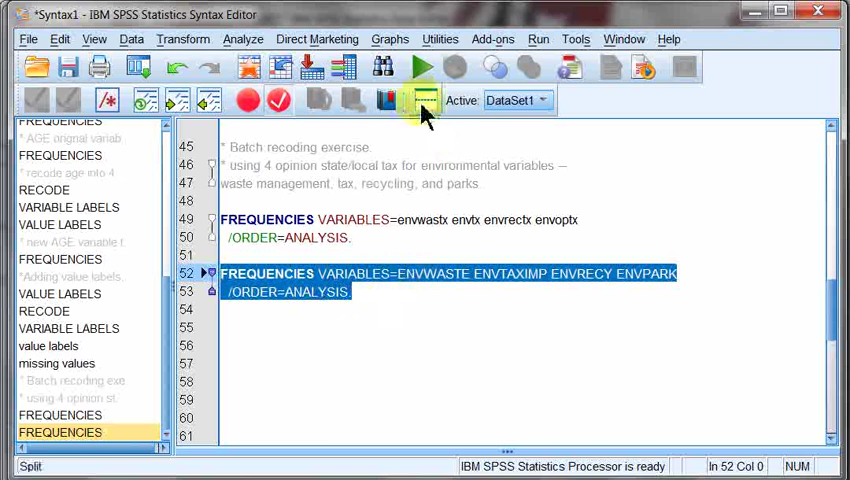 *Syntax1 - IBM SPSS Statistics Syntax Editor
File Edit View Data Transform Analyze Direct Marketing Graphs Utilities Add-ons Run Tools Window Help
Active: DataSet1
FREQUENCIES
* AGE orignal variab
FREQUENCIES
* recode age into 4
RECODE
VARIABLE LABELS
VALUE LABELS
* new AGE variable t
FREQUENCIES
*Adding value labels.
VALUE LABELS
RECODE
VARIABLE LABELS
value labels
missing values
* Batch recoding exe
* using 4 opinion st.
FREQUENCIES
FREQUENCIES
45 * Batch recoding exercise.
46 * using 4 opinion state/local tax for environmental variables –
47 waste management, tax, recycling, and parks.
48
49 FREQUENCIES VARIABLES=envwastx envtx envrectx envoptx
50 /ORDER=ANALYSIS.
51
52 FREQUENCIES VARIABLES=ENVWASTE ENVTAXIMP ENVRECY ENVPARK
53 /ORDER=ANALYSIS.
54
55
56
57
58
59
60
61
Split IBM SPSS Statistics Processor is ready In 52 Col 0 NUM